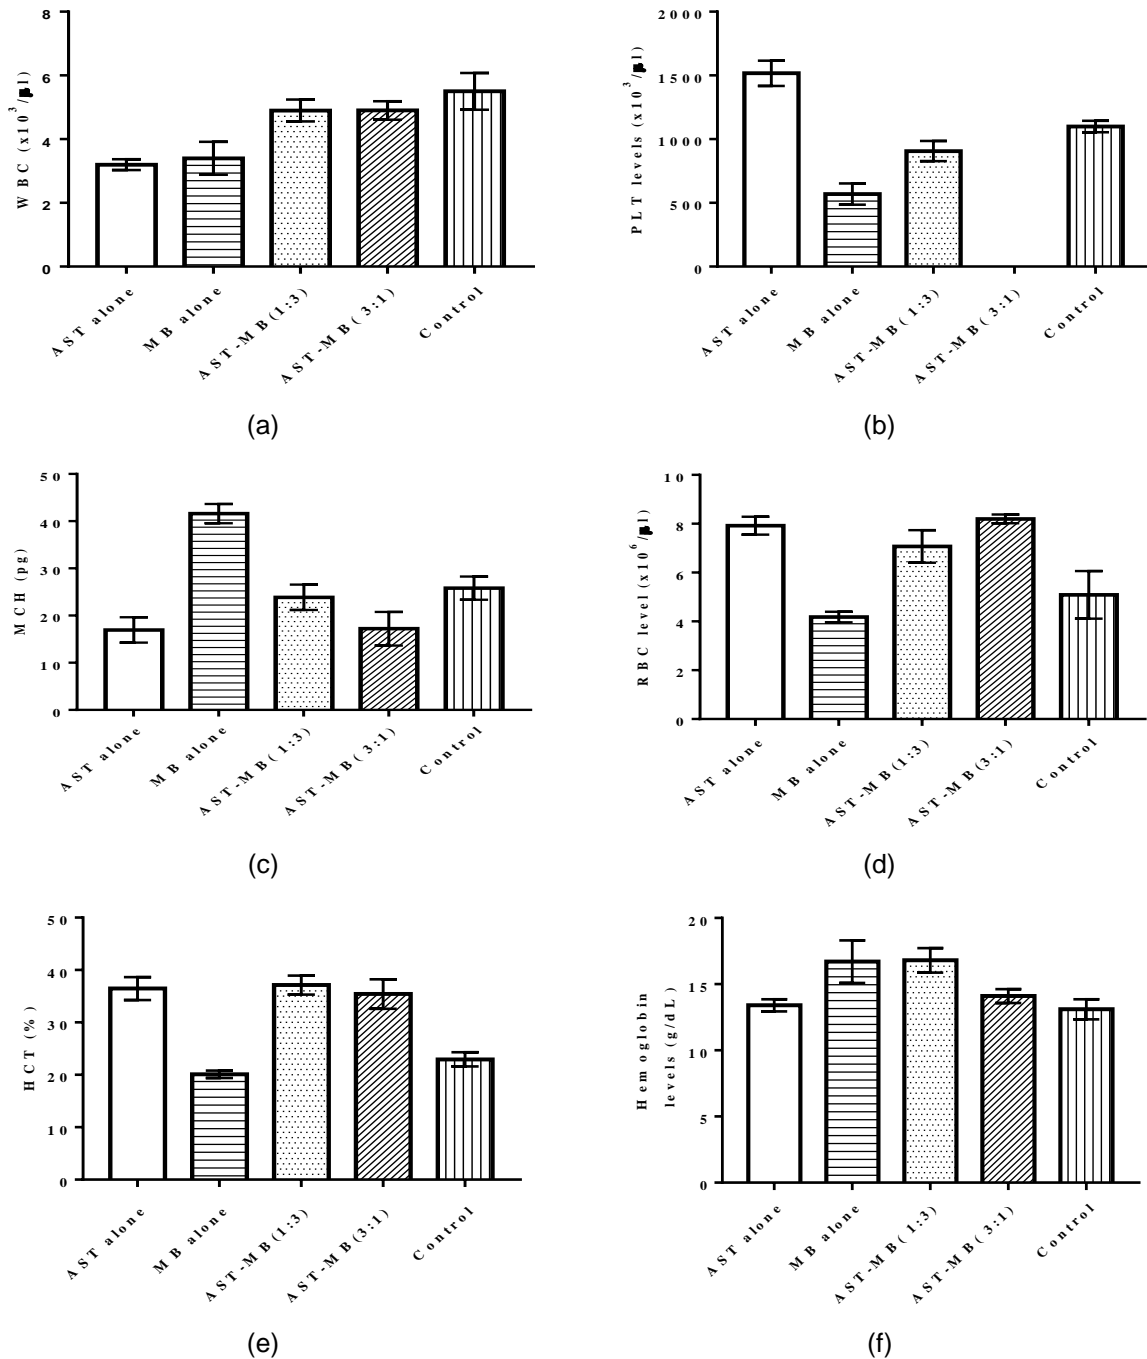 8
6
4
2
0
WBC (x10³/µl)
AST alone
MB alone
AST-MB(1:3)
AST-MB(3:1)
Control
(a)
2000
1500
1000
500
0
PLT levels (x10³/µl)
AST alone
MB alone
AST-MB(1:3)
AST-MB(3:1)
Control
(b)
50
40
30
20
10
0
MCH (pg)
AST alone
MB alone
AST-MB(1:3)
AST-MB(3:1)
Control
(c)
10
8
6
4
2
0
RBC level(x10⁶/µl)
AST alone
MB alone
AST-MB(1:3)
AST-MB(3:1)
Control
(d)
50
40
30
20
10
0
HCT (%)
AST alone
MB alone
AST-MB(1:3)
AST-MB(3:1)
Control
(e)
20
15
10
5
0
Hemoglobin
levels (g/dL)
AST alone
MB alone
AST-MB(1:3)
AST-MB(3:1)
Control
(f)